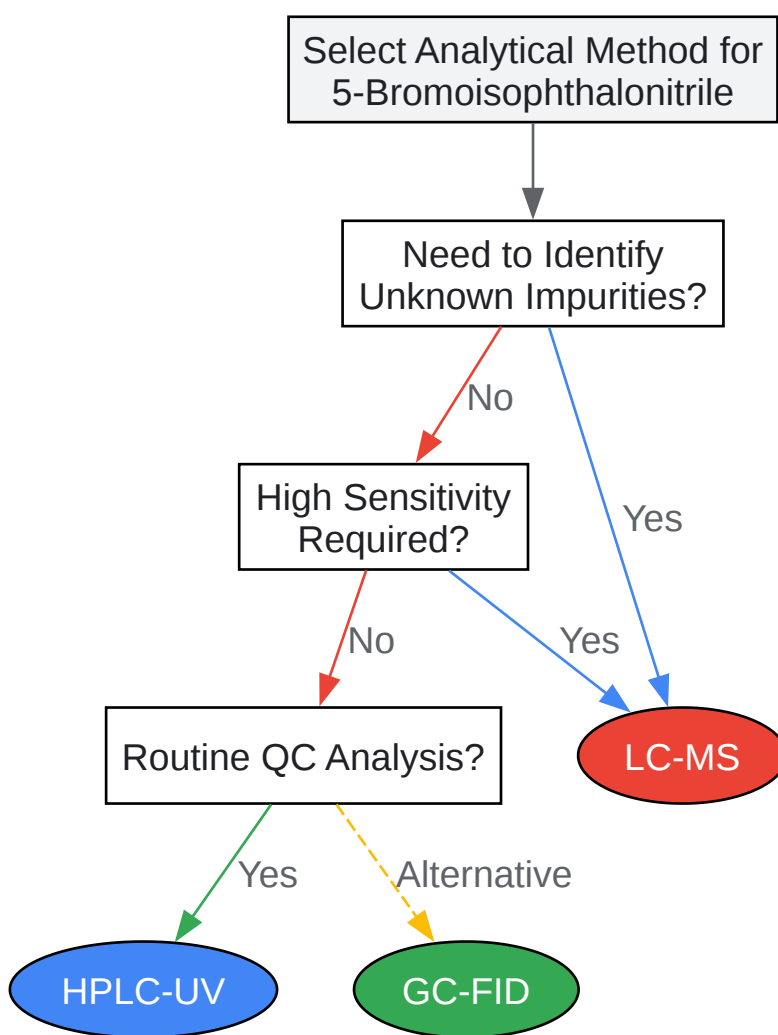 Select Analytical Method for
5-Bromoisophthalonitrile
Need to Identify
Unknown Impurities?
No
High Sensitivity
Required?
Yes
No
Yes
Routine QC Analysis?
LC-MS
Yes
Alternative
HPLC-UV
GC-FID